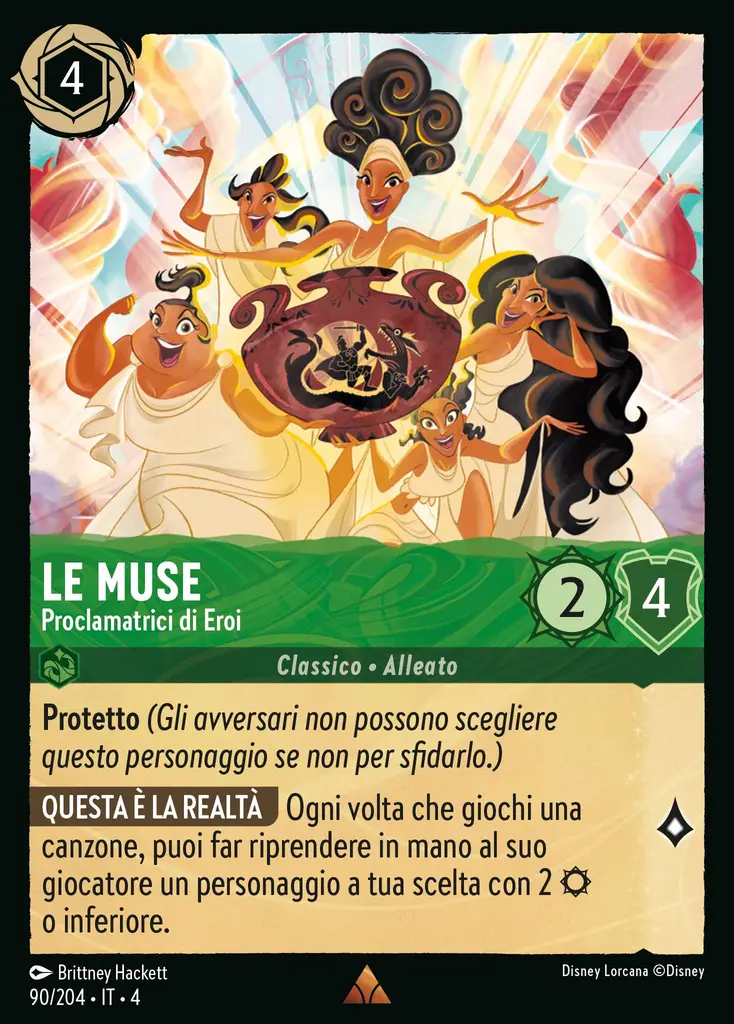 4
LE MUSE
Proclamatrici di Eroi
2
4
Classico • Alleato
Protetto (Gli avversari non possono scegliere
questo personaggio se non per sfidarlo.)
QUESTA È LA REALTÀ Ogni volta che giochi una
canzone, puoi far riprendere in mano al suo
giocatore un personaggio a tua scelta con 2
o inferiore.
Brittney Hackett
Disney Lorcana ©Disney
90/204 • IT • 4